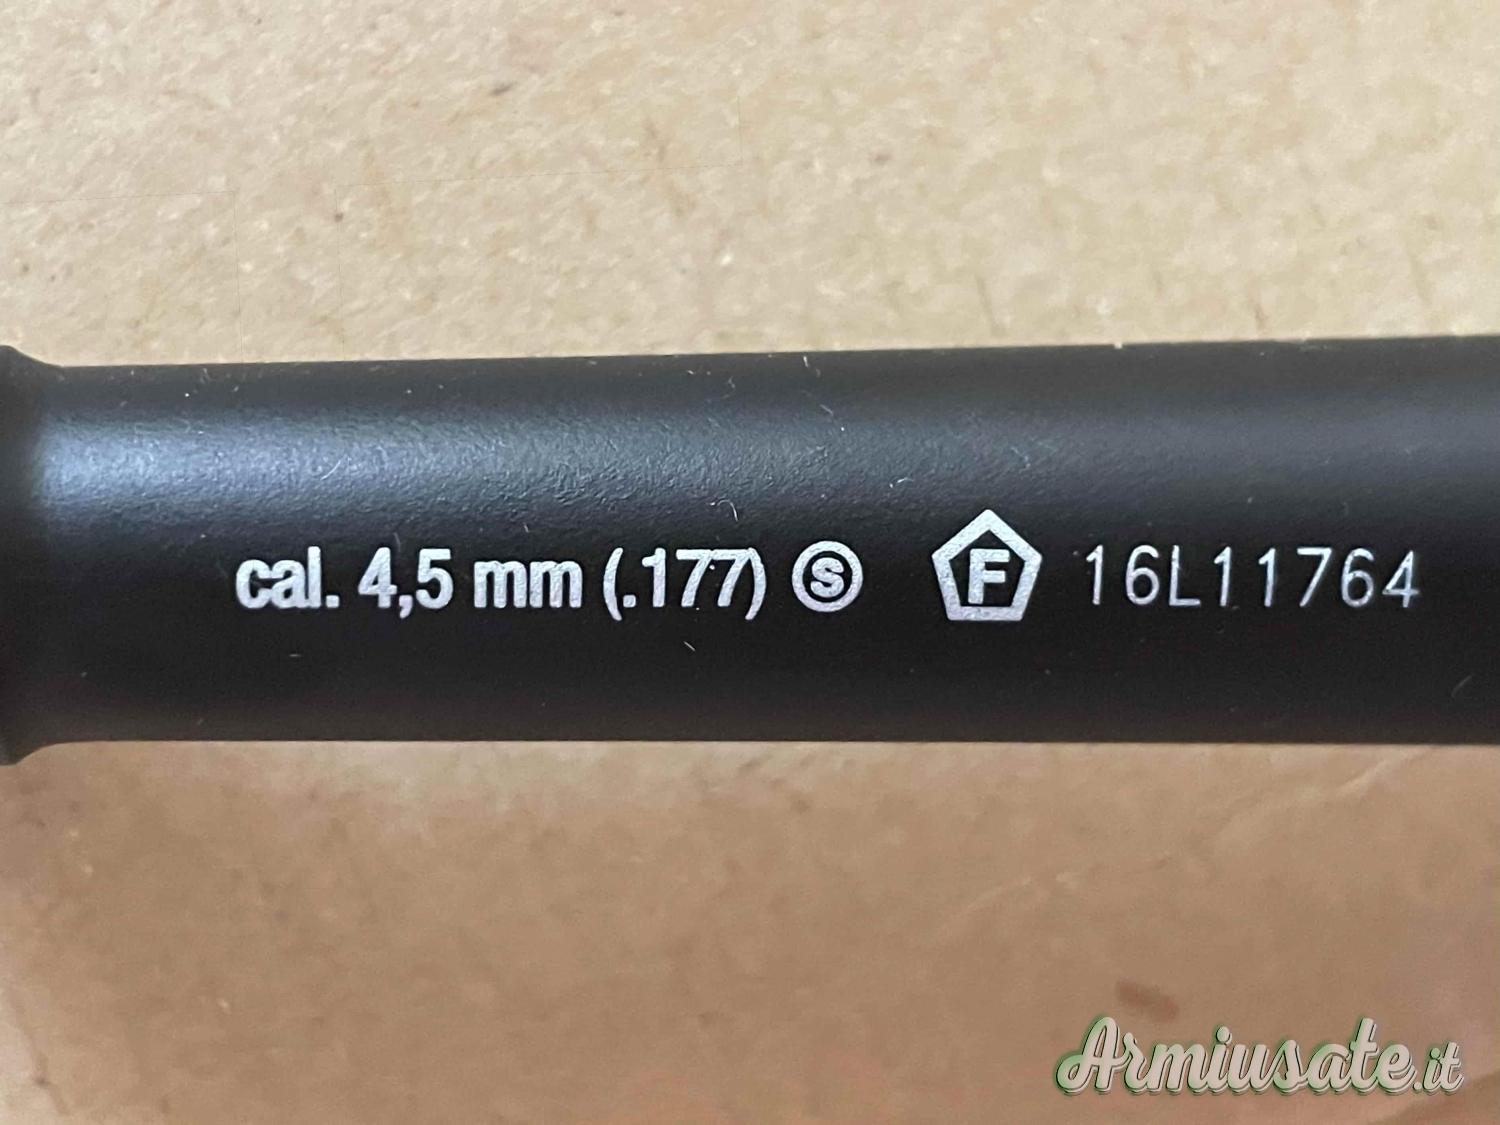 cal. 4,5 mm (.177) Ⓢ F 16L11764
Armiusate.it